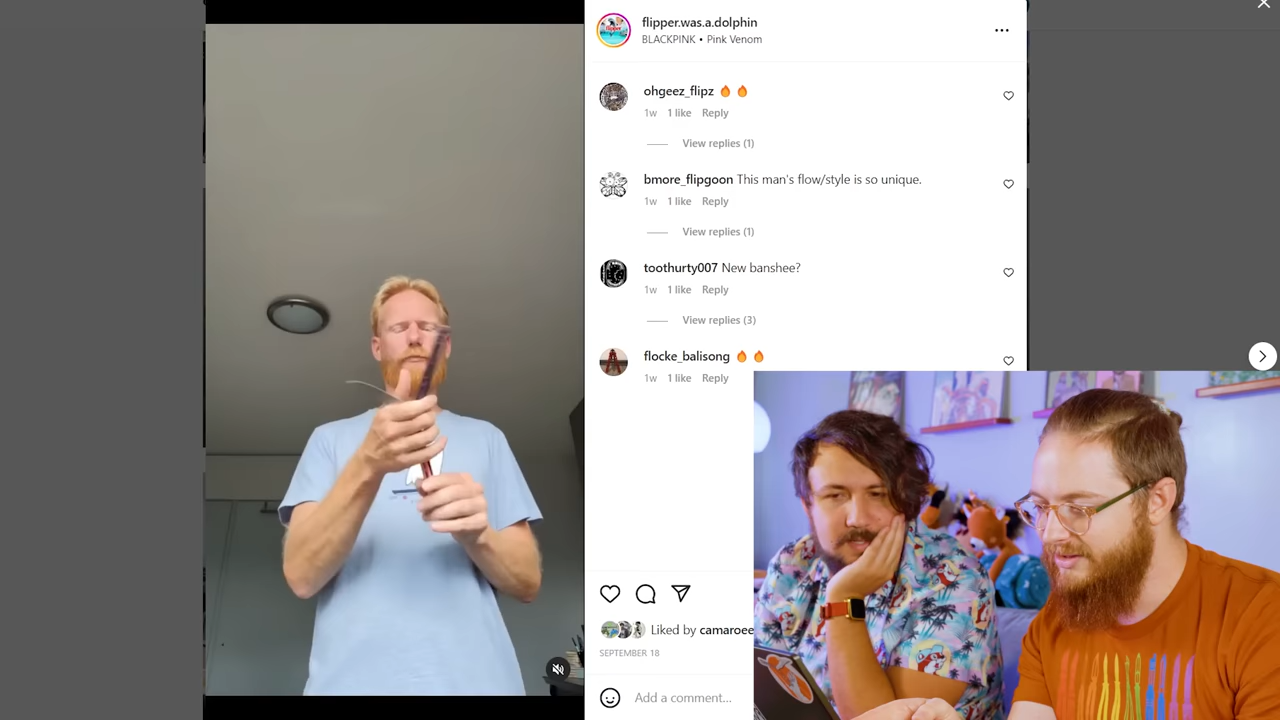 flipper.was.a.dolphin
BLACKPINK • Pink Venom
ohgeez_flipz 🔥 🔥
1w 1 like Reply
View replies (1)
bmore_flipgoon This man's flow/style is so unique.
1w 1 like Reply
View replies (1)
toothurty007 New banshee?
1w 1 like Reply
View replies (3)
flocke_balisong 🔥 🔥
1w 1 like Reply
Liked by camaroee
SEPTEMBER 18
Add a comment...